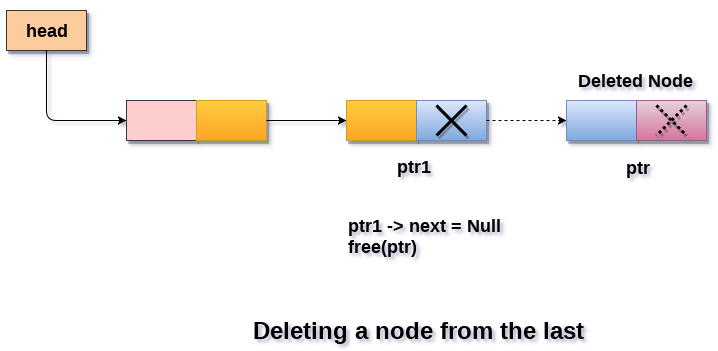 head
Deleted Node
ptr1
ptr
ptr1 -> next = Null
free(ptr)
Deleting a node from the last